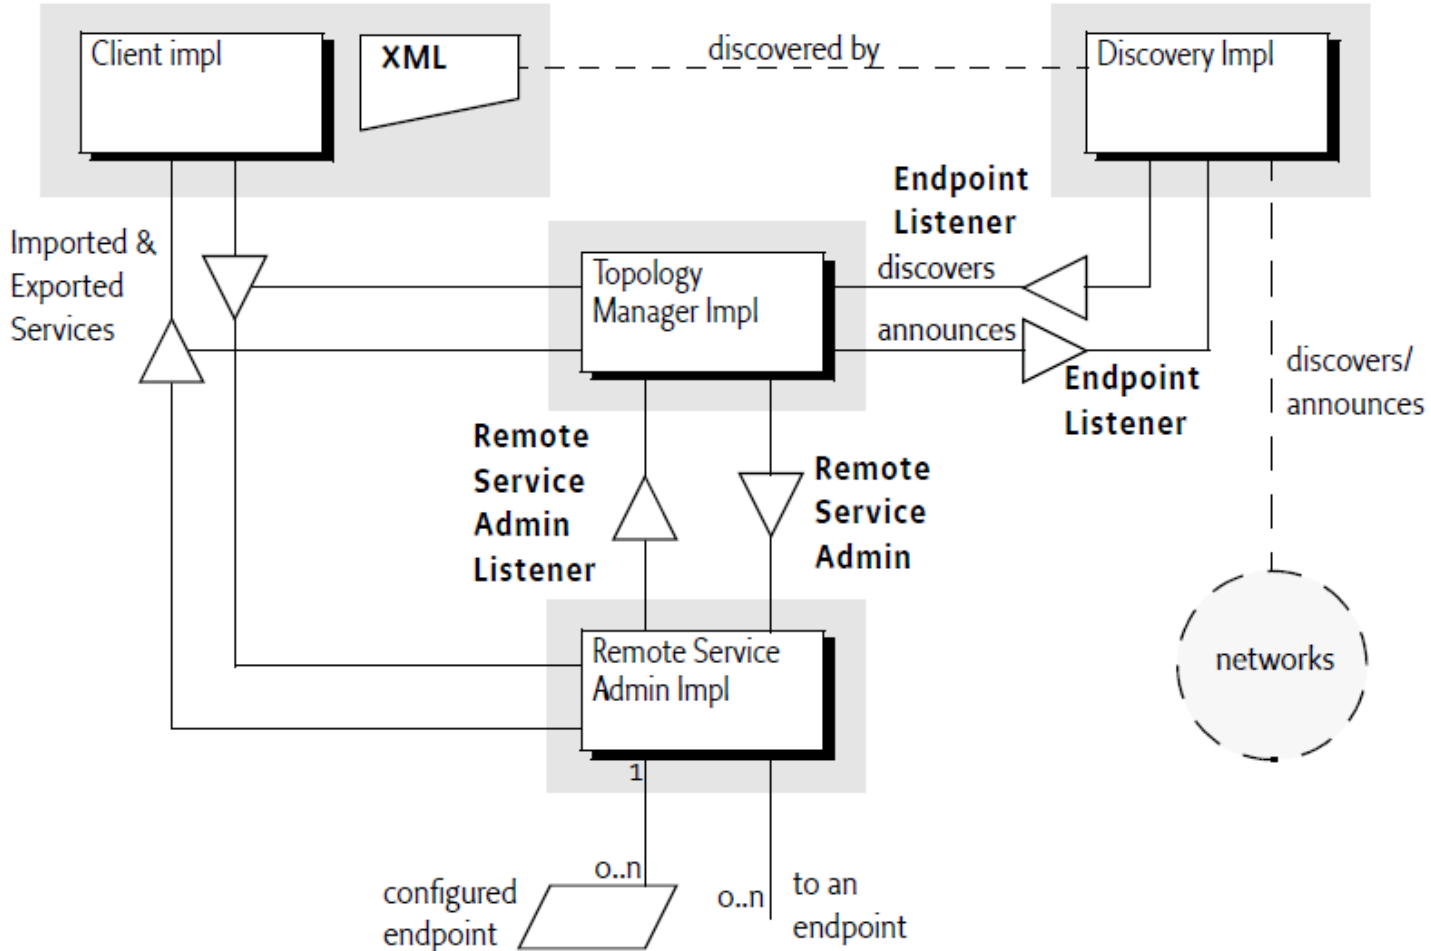 Client impl
XML
discovered by
Discovery Impl
Endpoint
Listener
Imported &
Exported
Services
Topology
Manager Impl
discovers
announces
Endpoint
Listener
discovers/
announces
Remote
Service
Admin
Listener
Remote
Service
Admin
Remote Service
Admin Impl
networks
1
0..n
configured
endpoint
0..n
to an
endpoint